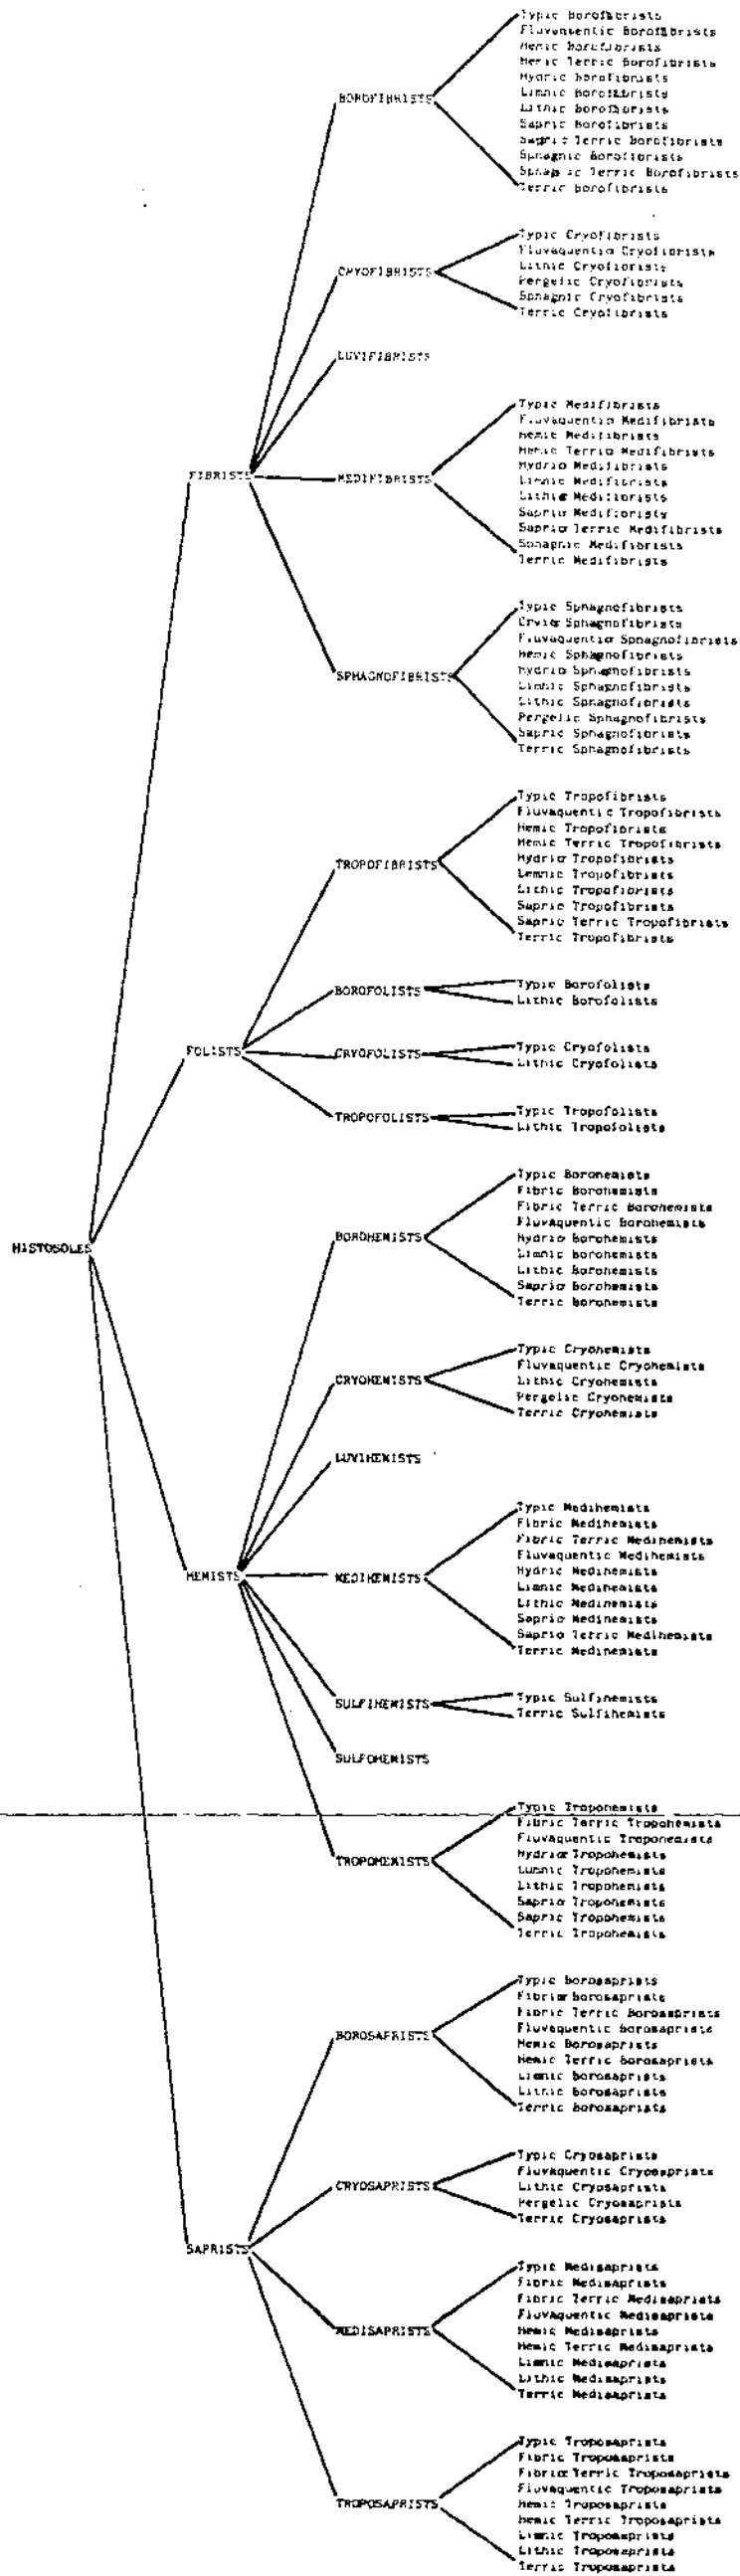 HISTOSOLES
FIBRISTS
BOROFIBRISTS
Typic Borofibrists
Fluvaquentic Borofibrists
Hemic Borofibrists
Hemic Terric Borofibrists
Hydric Borofibrists
Limnic Borofibrists
Lithic Borofibrists
Sapric Borofibrists
Sapric Terric Borofibrists
Sphagnic Borofibrists
Sphagnic Terric Borofibrists
Terric Borofibrists
CRYOFIBRISTS
Typic Cryofibrists
Fluvaquentic Cryofibrists
Lithic Cryofibrists
Pergelic Cryofibrists
Sphagnic Cryofibrists
Terric Cryofibrists
LUVIFIBRISTS
MEDIFIBRISTS
Typic Medifibrists
Fluvaquentic Medifibrists
Hemic Medifibrists
Hemic Terric Medifibrists
Hydric Medifibrists
Limnic Medifibrists
Lithic Medifibrists
Sapric Medifibrists
Sapric Terric Medifibrists
Sphagnic Medifibrists
Terric Medifibrists
SPHAGNOFIBRISTS
Typic Sphagnofibrists
Sphagnofibrists
Fluvaquentic Sphagnofibrists
Hemic Sphagnofibrists
Hydric Sphagnofibrists
Limnic Sphagnofibrists
Lithic Sphagnofibrists
Pergelic Sphagnofibrists
Sapric Sphagnofibrists
Terric Sphagnofibrists
FOLISTS
TROPOFIBRISTS
Typic Tropofibrists
Fluvaquentic Tropofibrists
Hemic Tropofibrists
Hemic Terric Tropofibrists
Hydric Tropofibrists
Lemnic Tropofibrists
Lithic Tropofibrists
Sapric Tropofibrists
Sapric Terric Tropofibrists
Terric Tropofibrists
BOROFOLISTS
Typic Borofolists
Lithic Borofolists
CRYOFOLISTS
Typic Cryofolists
Lithic Cryofolists
TROPOFOLISTS
Typic Tropofolists
Lithic Tropofolists
HEMISTS
BOROHEMISTS
Typic Borohemists
Fibric Borohemists
Fibric Terric Borohemists
Fluvaquentic Borohemists
Hydric Borohemists
Limnic Borohemists
Lithic Borohemists
Sapric Borohemists
Terric Borohemists
CRYOHEMISTS
Typic Cryohemists
Fluvaquentic Cryohemists
Lithic Cryohemists
Pergelic Cryohemists
Terric Cryohemists
LUVIHEMISTS
MEDIHEMISTS
Typic Medihemists
Fibric Medihemists
Fibric Terric Medihemists
Fluvaquentic Medihemists
Hydric Medihemists
Limnic Medihemists
Lithic Medihemists
Sapric Medihemists
Sapric Terric Medihemists
Terric Medihemists
SULFIHEMISTS
Typic Sulfihemists
Terric Sulfihemists
SULFOHEMISTS
TROPOHEMISTS
Typic Tropohemists
Fibric Terric Tropohemists
Fluvaquentic Tropohemists
Hydric Tropohemists
Tropohemists
Lithic Tropohemists
Sapric Tropohemists
Sapric Tropohemists
Terric Tropohemists
SAPRISTS
BOROSAPRISTS
Typic Borosaprists
Fibric Borosaprists
Fibric Terric Borosaprists
Fluvaquentic Borosaprists
Hemic Borosaprists
Hemic Terric Borosaprists
Limnic Borosaprists
Lithic Borosaprists
Terric Borosaprists
CRYOSAPRISTS
Typic Cryosaprists
Fluvaquentic Cryosaprists
Lithic Cryosaprists
Pergelic Cryosaprists
Terric Cryosaprists
MEDISAPRISTS
Typic Medisaprists
Fibric Medisaprists
Fibric Terric Medisaprists
Fluvaquentic Medisaprists
Hemic Medisaprists
Hemic Terric Medisaprists
Limnic Medisaprists
Lithic Medisaprists
Terric Medisaprists
TROPOSAPRISTS
Typic Troposaprists
Fibric Troposaprists
Fibric Terric Troposaprists
Fluvaquentic Troposaprists
Hemic Troposaprists
Hemic Terric Troposaprists
Limnic Troposaprists
Lithic Troposaprists
Terric Troposaprists